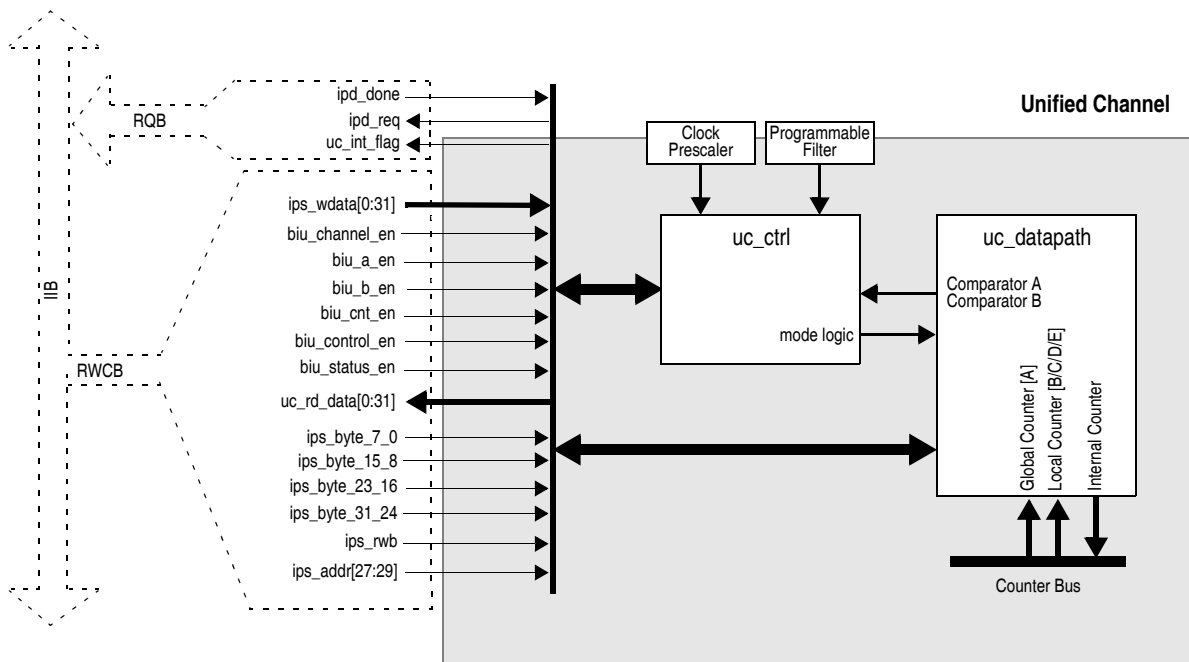 Unified Channel
ipd_done
ipd_req
uc_int_flag
RQB
Clock
Prescaler
Programmable
Filter
ips_wdata[0:31]
biu_channel_en
biu_a_en
biu_b_en
biu_cnt_en
biu_control_en
biu_status_en
uc_rd_data[0:31]
ips_byte_7_0
ips_byte_15_8
ips_byte_23_16
ips_byte_31_24
ips_rwb
ips_addr[27:29]
IIB
RWCB
uc_ctrl
mode logic
uc_datapath
Comparator A
Comparator B
Global Counter [A]
Local Counter [B/C/D/E]
Internal Counter
Counter Bus